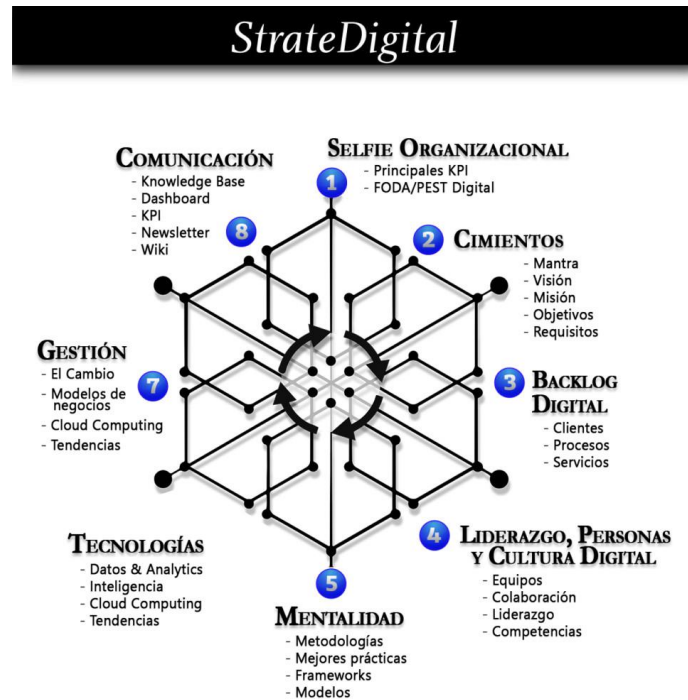 StrateDigital
1
SELFIE ORGANIZACIONAL
- Principales KPI
- FODA/PEST Digital
2
CIMIENTOS
- Mantra
- Visión
- Misión
- Objetivos
- Requisitos
3
BACKLOG
DIGITAL
- Clientes
- Procesos
- Servicios
4
LIDERAZGO, PERSONAS
Y CULTURA DIGITAL
- Equipos
- Colaboración
- Liderazgo
- Competencias
5
MENTALIDAD
- Metodologías
- Mejores prácticas
- Frameworks
- Modelos
TECNOLOGÍAS
- Datos & Analytics
- Inteligencia
- Cloud Computing
- Tendencias
7
GESTIÓN
- El Cambio
- Modelos de
negocios
- Cloud Computing
- Tendencias
8
COMUNICACIÓN
- Knowledge Base
- Dashboard
- KPI
- Newsletter
- Wiki